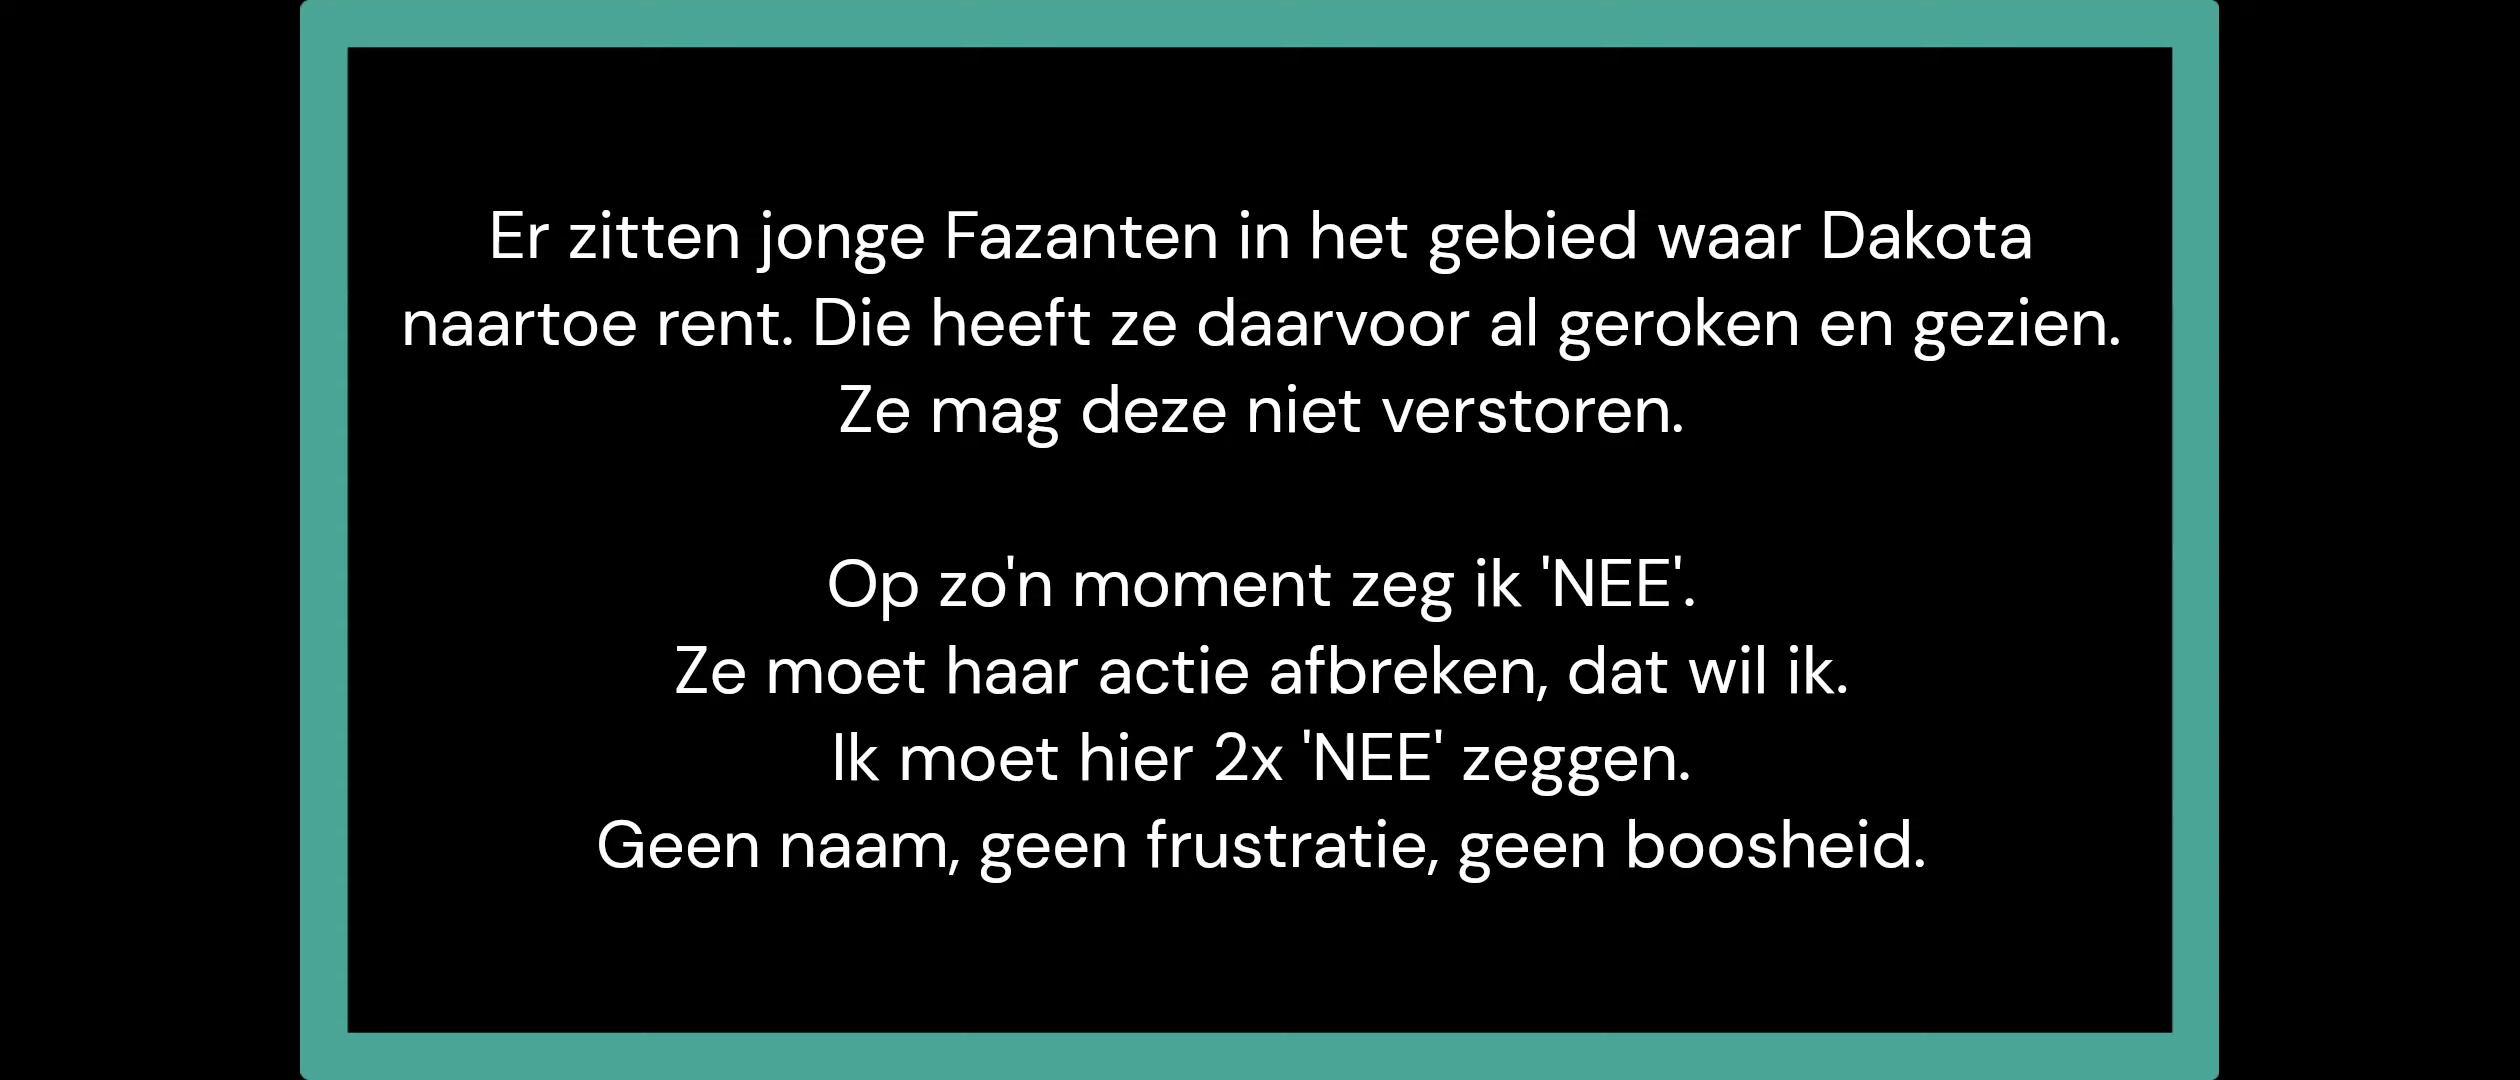 Er zitten jonge Fazanten in het gebied waar Dakota
naartoe rent. Die heeft ze daarvoor al geroken en gezien.
Ze mag deze niet verstoren.
Op zo'n moment zeg ik 'NEE'.
Ze moet haar actie afbreken, dat wil ik.
Ik moet hier 2x 'NEE' zeggen.
Geen naam, geen frustratie, geen boosheid.